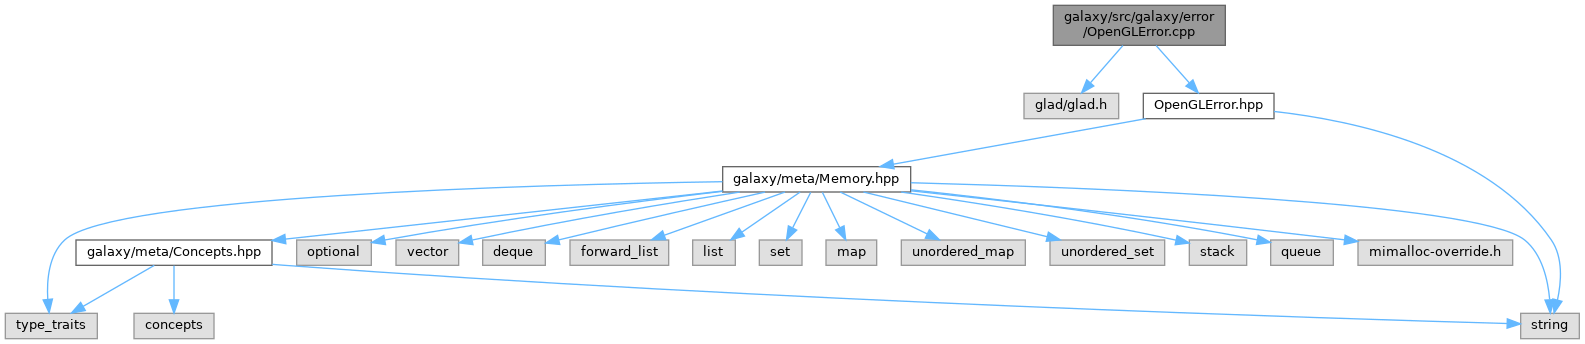 galaxy/src/galaxy/error
/OpenGLError.cpp
glad/glad.h
OpenGLError.hpp
galaxy/meta/Memory.hpp
galaxy/meta/Concepts.hpp
optional
vector
deque
forward_list
list
set
map
unordered_map
unordered_set
stack
queue
mimalloc-override.h
type_traits
concepts
string